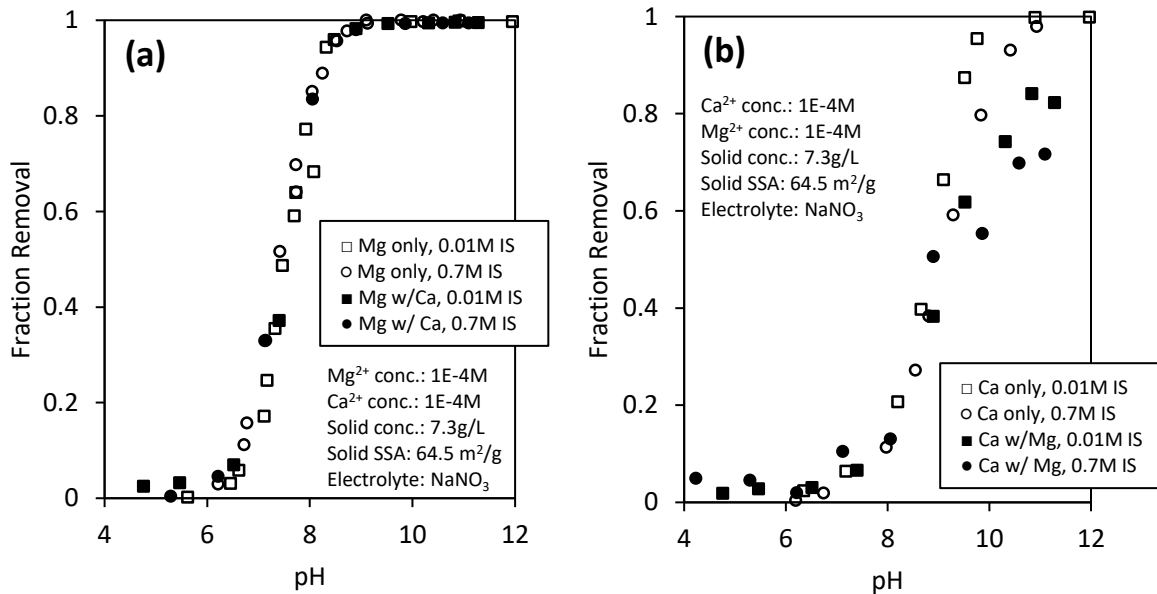 (a)
Fraction Removal
1
0.8
0.6
0.4
0.2
0
4
6
8
10
12
pH
□ Mg only, 0.01M IS
○ Mg only, 0.7M IS
■ Mg w/Ca, 0.01M IS
● Mg w/ Ca, 0.7M IS
Mg²⁺ conc.: 1E-4M
Ca²⁺ conc.: 1E-4M
Solid conc.: 7.3g/L
Solid SSA: 64.5 m²/g
Electrolyte: NaNO₃
(b)
Fraction Removal
1
0.8
0.6
0.4
0.2
0
4
6
8
10
12
pH
Ca²⁺ conc.: 1E-4M
Mg²⁺ conc.: 1E-4M
Solid conc.: 7.3g/L
Solid SSA: 64.5 m²/g
Electrolyte: NaNO₃
□ Ca only, 0.01M IS
○ Ca only, 0.7M IS
■ Ca w/Mg, 0.01M IS
● Ca w/ Mg, 0.7M IS